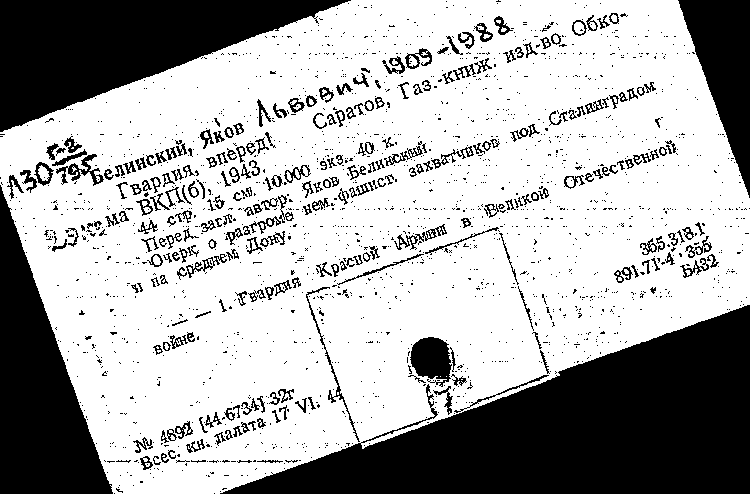 Белинский, Яков Львович, 1909-1988
Гвардия, вперед! Саратов, Газ.-книж. изд-во Обко-
ма ВКП(б), 1943.
44 стр. 15 см. 10.000 экз. 40 к.
Перед загл. автор: Яков Белинский.
Очерк о разгроме нем.-фашист. захватчиков под Сталинградом
и на среднем Дону.
— — 1. Гвардия Красной Армии в Великой Отечественной
войне.
355.318.1
891.71-4 : 355
Б432
№ 4892 [44-6734] 32г
Всес. кн. палата 17 VI. 44
Л30 795